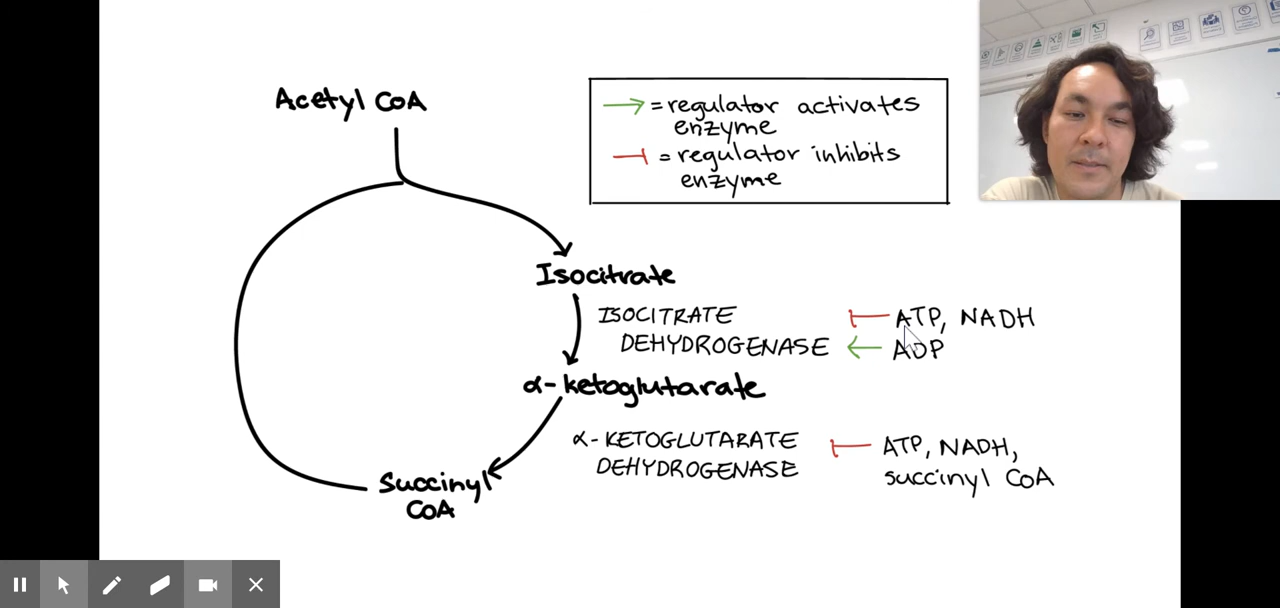 Acetyl CoA
→ = regulator activates
enzyme
⊣ = regulator inhibits
enzyme
Isocitrate
ISOCITRATE
DEHYDROGENASE
ATP, NADH
ADP
α-ketoglutarate
α-KETOGLUTARATE
DEHYDROGENASE
ATP, NADH,
succinyl CoA
Succinyl
CoA